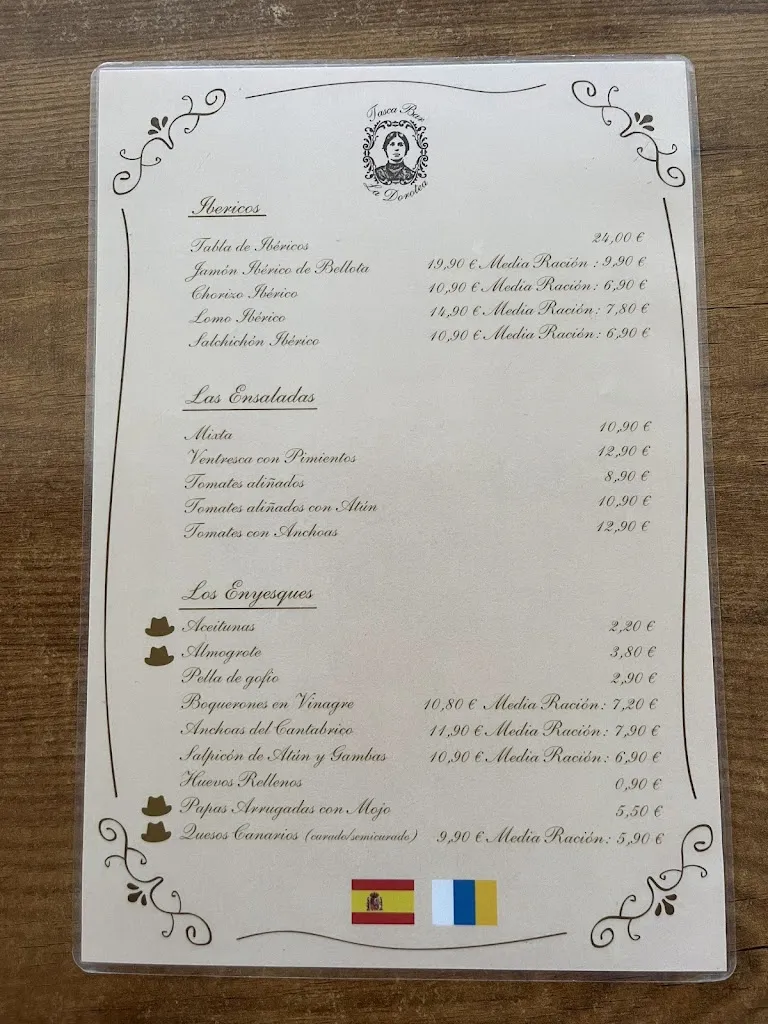 Tasca Bar
La Dorotea
Ibericos
Tabla de Ibéricos 24,00 €
Jamón Ibérico de Bellota 19,90 € Media Ración : 9,90 €
Chorizo Ibérico 10,90 € Media Ración: 6,90 €
Lomo Ibérico 14,90 € Media Ración: 7,80 €
Salchichón Ibérico 10,90 € Media Ración: 6,90 €
Las Ensaladas
Mixta 10,90 €
Ventresca con Pimientos 12,90 €
Tomates aliñados 8,90 €
Tomates aliñados con Atún 10,90 €
Tomates con Anchoas 12,90 €
Los Enyesques
Aceitunas 2,20 €
Almogrote 3,80 €
Pella de gofio 2,90 €
Boquerones en Vinagre 10,80 € Media Ración: 7,20 €
Anchoas del Cantabrico 11,90 € Media Ración: 7,90 €
Salpicón de Atún y Gambas 10,90 € Media Ración: 6,90 €
Huevos Rellenos 0,90 €
Papas Arrugadas con Mojo 5,50 €
Quesos Canarios (curado/semicurado) 9,90 € Media Ración: 5,90 €